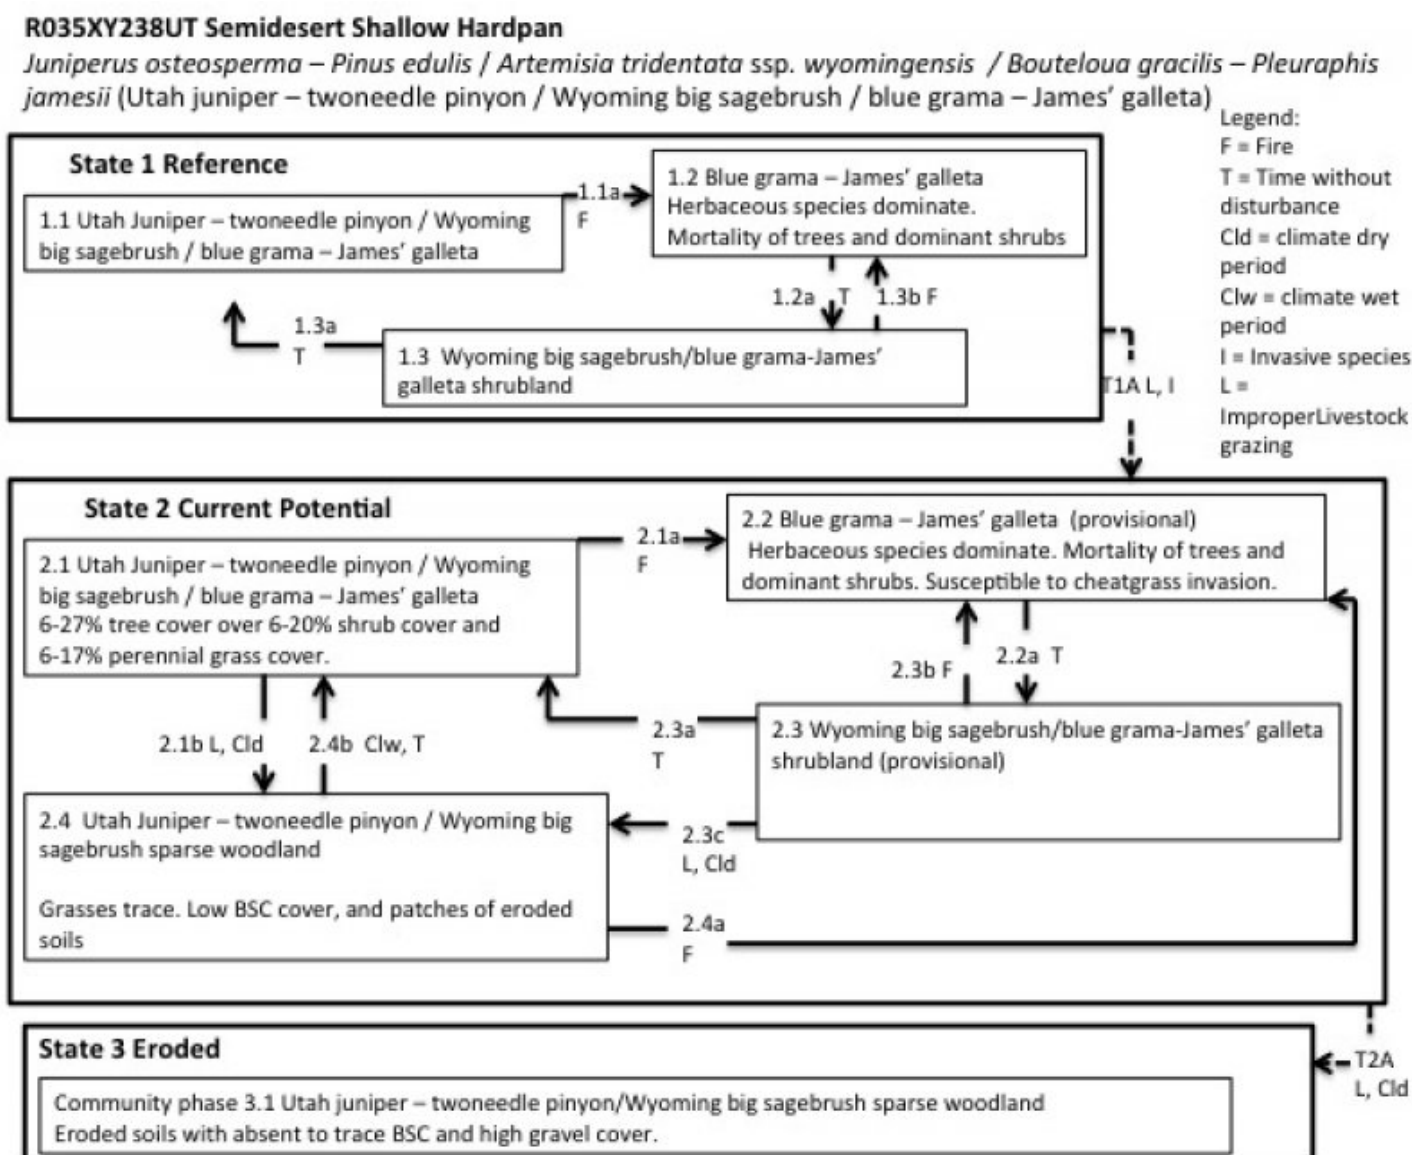 R035XY238UT Semidesert Shallow Hardpan
Juniperus osteosperma – Pinus edulis / Artemisia tridentata ssp. wyomingensis / Bouteloua gracilis – Pleuraphis
jamesii (Utah juniper – twoneedle pinyon / Wyoming big sagebrush / blue grama – James' galleta)
Legend:
F = Fire
T = Time without
disturbance
Cld = climate dry
period
Clw = climate wet
period
I = Invasive species
L =
ImproperLivestock
grazing
State 1 Reference
1.1 Utah Juniper – twoneedle pinyon / Wyoming
big sagebrush / blue grama – James' galleta
1.1a
F
1.2 Blue grama – James' galleta
Herbaceous species dominate.
Mortality of trees and dominant shrubs
1.2a T
1.3b F
1.3a
T
1.3 Wyoming big sagebrush/blue grama-James'
galleta shrubland
T1A L, I
State 2 Current Potential
2.1 Utah Juniper – twoneedle pinyon / Wyoming
big sagebrush / blue grama – James' galleta
6-27% tree cover over 6-20% shrub cover and
6-17% perennial grass cover.
2.1a
F
2.2 Blue grama – James' galleta (provisional)
Herbaceous species dominate. Mortality of trees and
dominant shrubs. Susceptible to cheatgrass invasion.
2.3b F
2.2a T
2.1b L, Cld
2.4b Clw, T
2.3a
T
2.3 Wyoming big sagebrush/blue grama-James' galleta
shrubland (provisional)
2.4 Utah Juniper – twoneedle pinyon / Wyoming big
sagebrush sparse woodland
Grasses trace. Low BSC cover, and patches of eroded
soils
2.3c
L, Cld
2.4a
F
State 3 Eroded
Community phase 3.1 Utah juniper – twoneedle pinyon/Wyoming big sagebrush sparse woodland
Eroded soils with absent to trace BSC and high gravel cover.
T2A
L, Cld